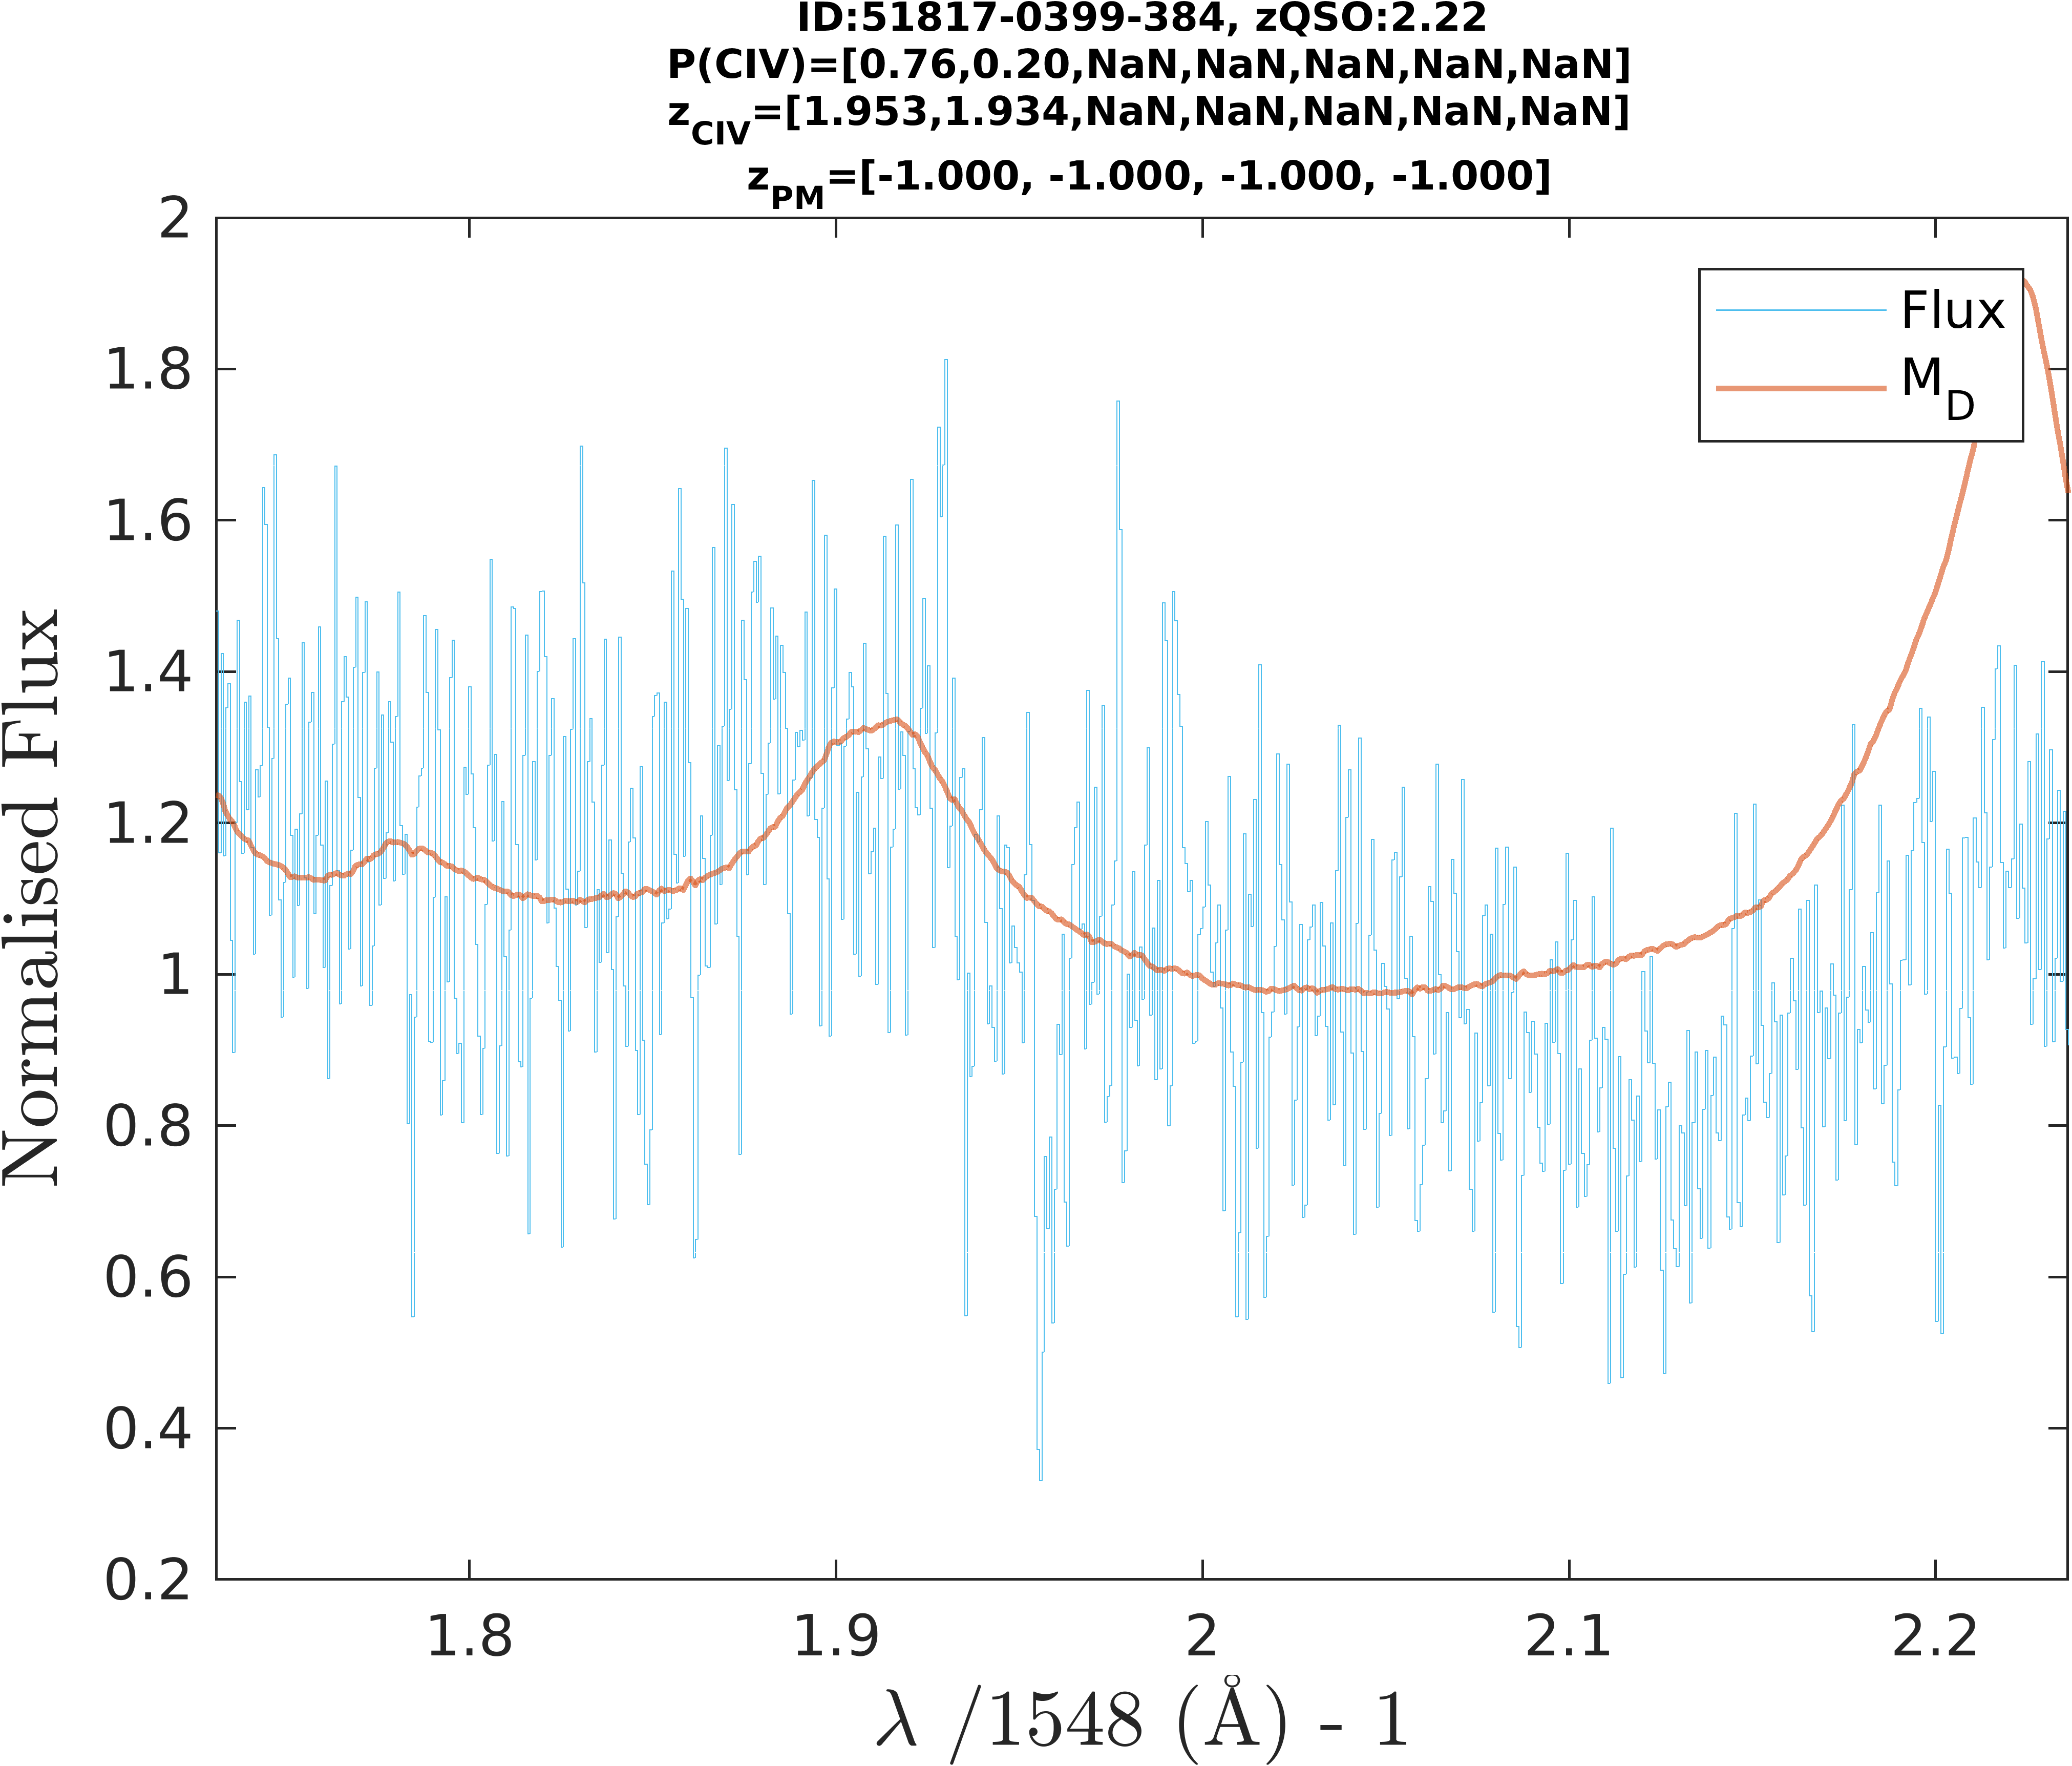 ID:51817-0399-384, zQSO:2.22
P(CIV)=[0.76,0.20,NaN,NaN,NaN,NaN,NaN]
zCIV=[1.953,1.934,NaN,NaN,NaN,NaN,NaN]
zPM=[-1.000, -1.000, -1.000, -1.000]
Flux
MD
Normalised Flux
2
1.8
1.6
1.4
1.2
1
0.8
0.6
0.4
0.2
1.8 1.9 2 2.1 2.2
λ /1548 (Å) - 1